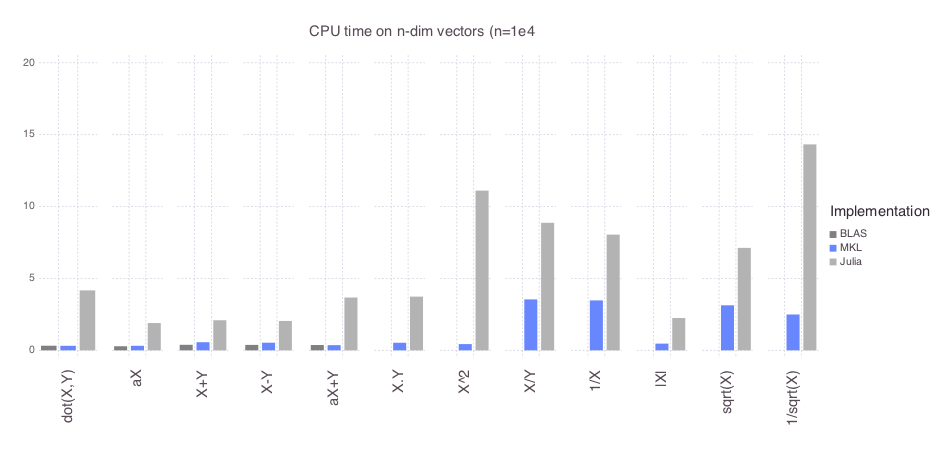 CPU time on n-dim vectors (n=1e4
20
15
10
5
0
dot(X,Y)
aX
X+Y
X-Y
aX+Y
X.Y
X^2
X/Y
1/X
|X|
sqrt(X)
1/sqrt(X)
Implementation
BLAS
MKL
Julia